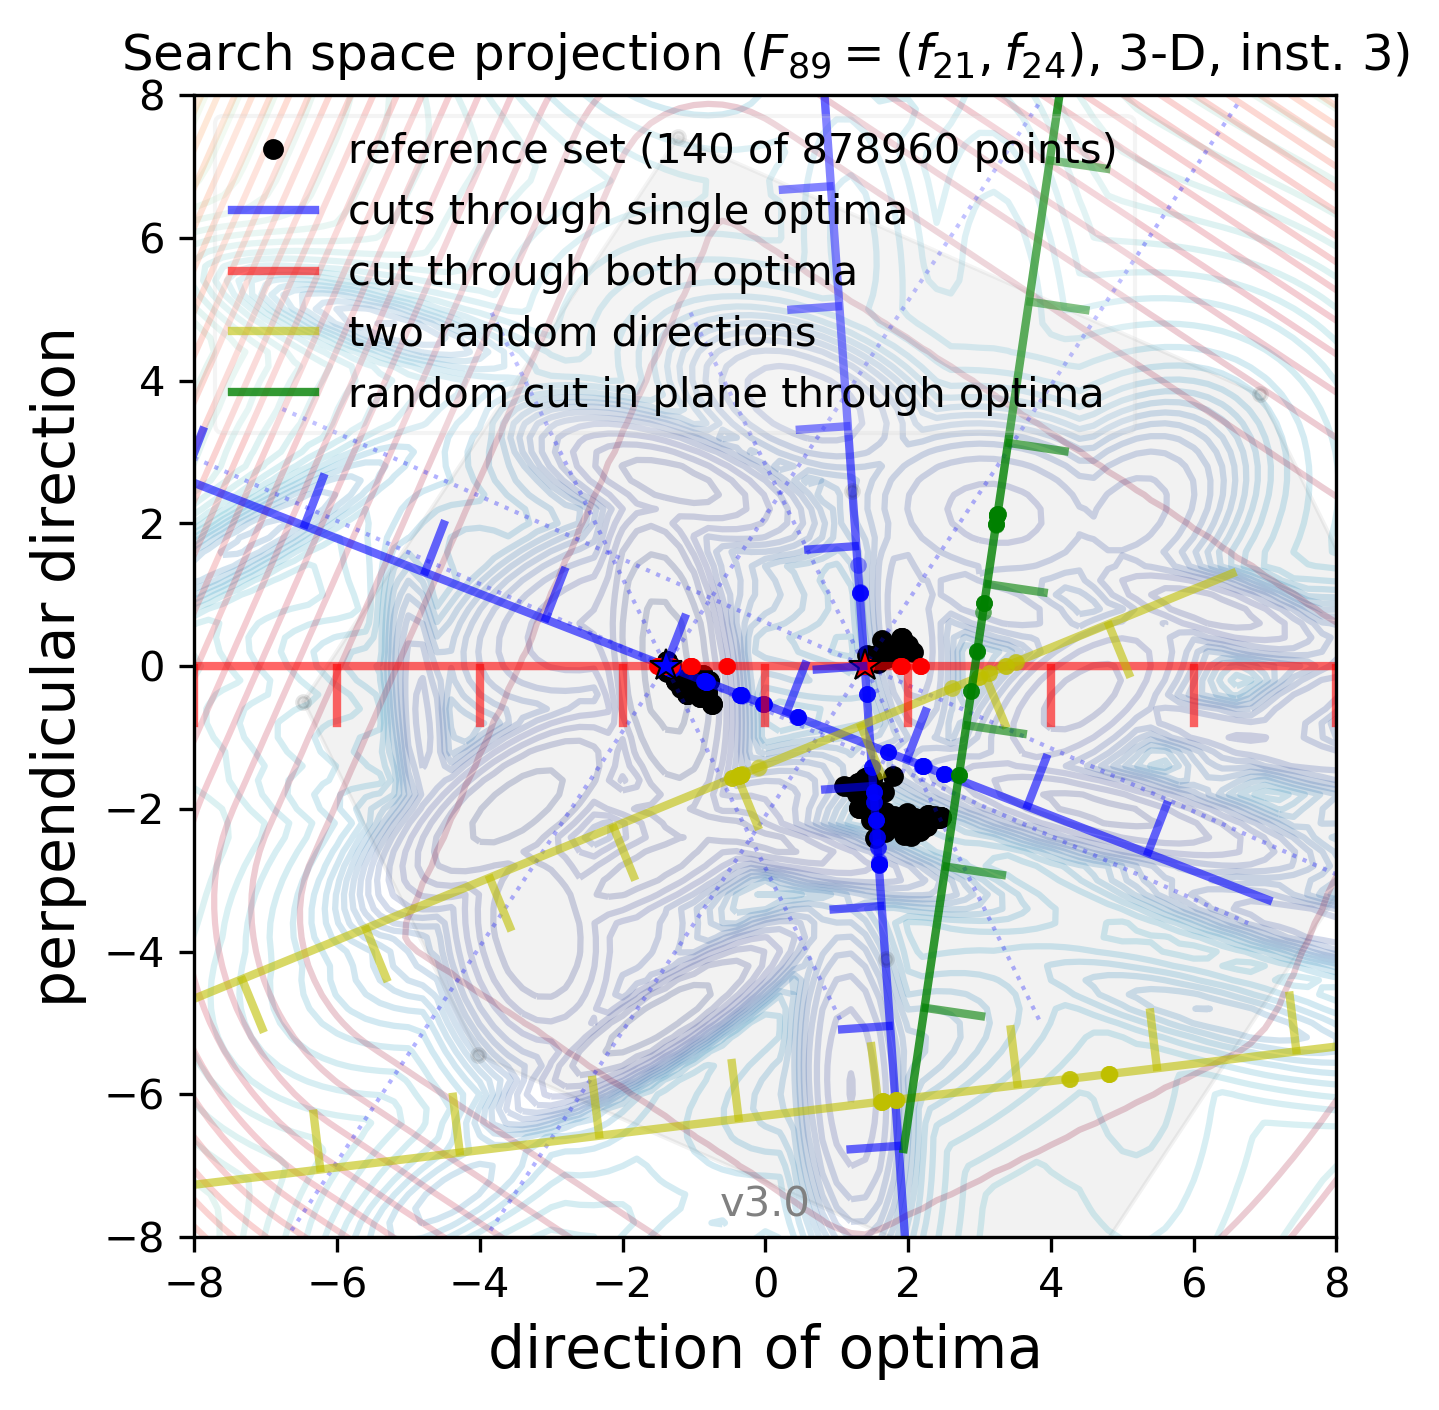 Search space projection (F89 = (f21, f24), 3-D, inst. 3)
reference set (140 of 878960 points)
cuts through single optima
cut through both optima
two random directions
random cut in plane through optima
8
6
4
2
0
−2
−4
−6
−8
perpendicular direction
v3.0
−8 −6 −4 −2 0 2 4 6 8
direction of optima